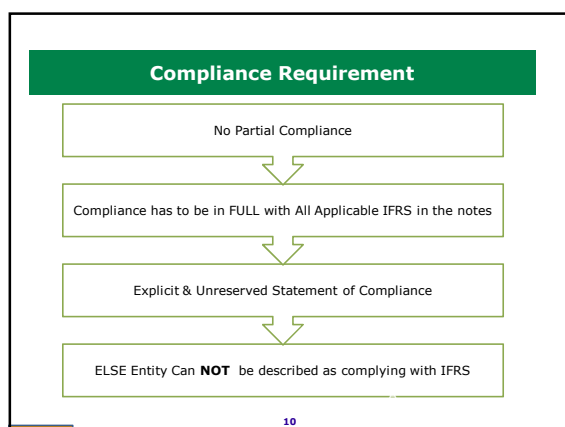 Compliance Requirement
No Partial Compliance
Compliance has to be in FULL with All Applicable IFRS in the notes
Explicit & Unreserved Statement of Compliance
ELSE Entity Can NOT be described as complying with IFRS
10